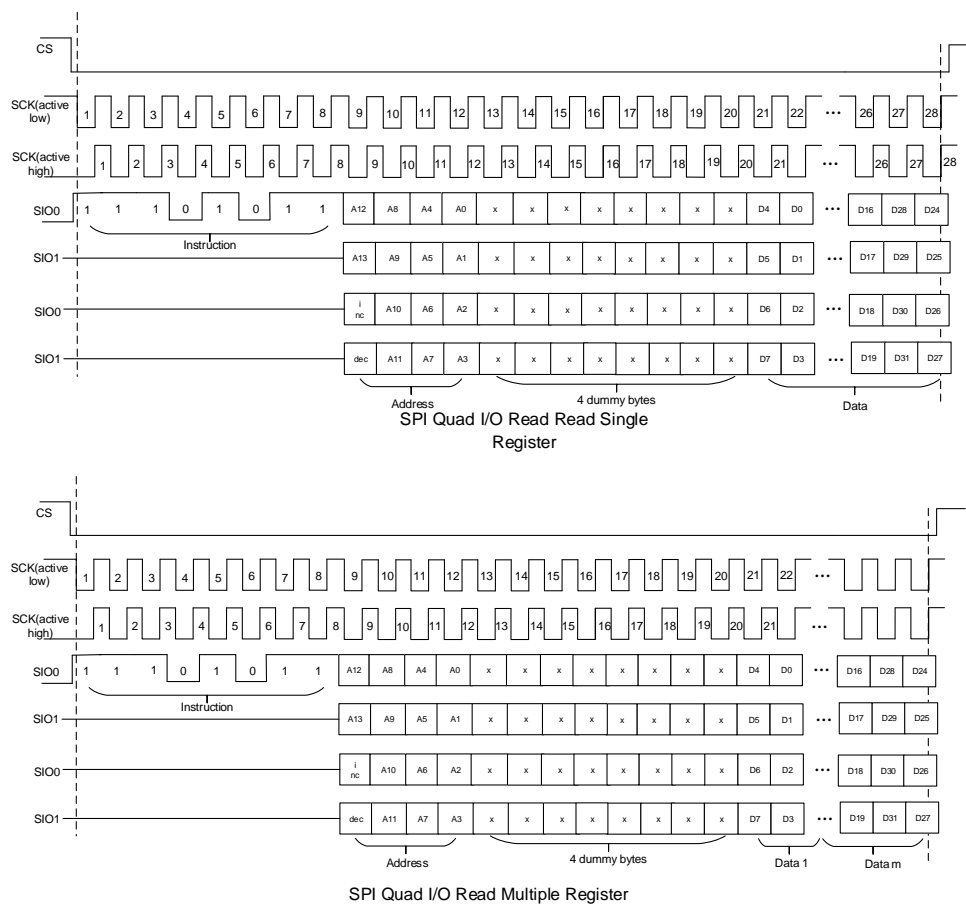 CS
SCK(active
low)
1 2 3 4 5 6 7 8 9 10 11 12 13 14 15 16 17 18 19 20 21 22 ••• 26 27 28
SCK(active
high)
1 2 3 4 5 6 7 8 9 10 11 12 13 14 15 16 17 18 19 20 21 ••• 26 27 28
SIO0 1 1 1 0 1 0 1 1 A12 A8 A4 A0 x x x x x x x x D4 D0 ••• D16 D28 D24
Instruction
SIO1 A13 A9 A5 A1 x x x x x x x x D5 D1 ••• D17 D29 D25
SIO0 i
nc A10 A6 A2 x x x x x x x x D6 D2 ••• D18 D30 D26
SIO1 dec A11 A7 A3 x x x x x x x x D7 D3 D19 D31 D27
Address 4 dummy bytes Data
SPI Quad I/O Read Read Single
Register
CS
SCK(active
low)
1 2 3 4 5 6 7 8 9 10 11 12 13 14 15 16 17 18 19 20 21 22 •••
SCK(active
high)
1 2 3 4 5 6 7 8 9 10 11 12 13 14 15 16 17 18 19 20 21 •••
SIO0 1 1 1 0 1 0 1 1 A12 A8 A4 A0 x x x x x x x x D4 D0 ••• D16 D28 D24
Instruction
SIO1 A13 A9 A5 A1 x x x x x x x x D5 D1 ••• D17 D29 D25
SIO0 i
nc A10 A6 A2 x x x x x x x x D6 D2 ••• D18 D30 D26
SIO1 dec A11 A7 A3 x x x x x x x x D7 D3 ••• D19 D31 D27
Address 4 dummy bytes Data 1 Data m
SPI Quad I/O Read Multiple Register